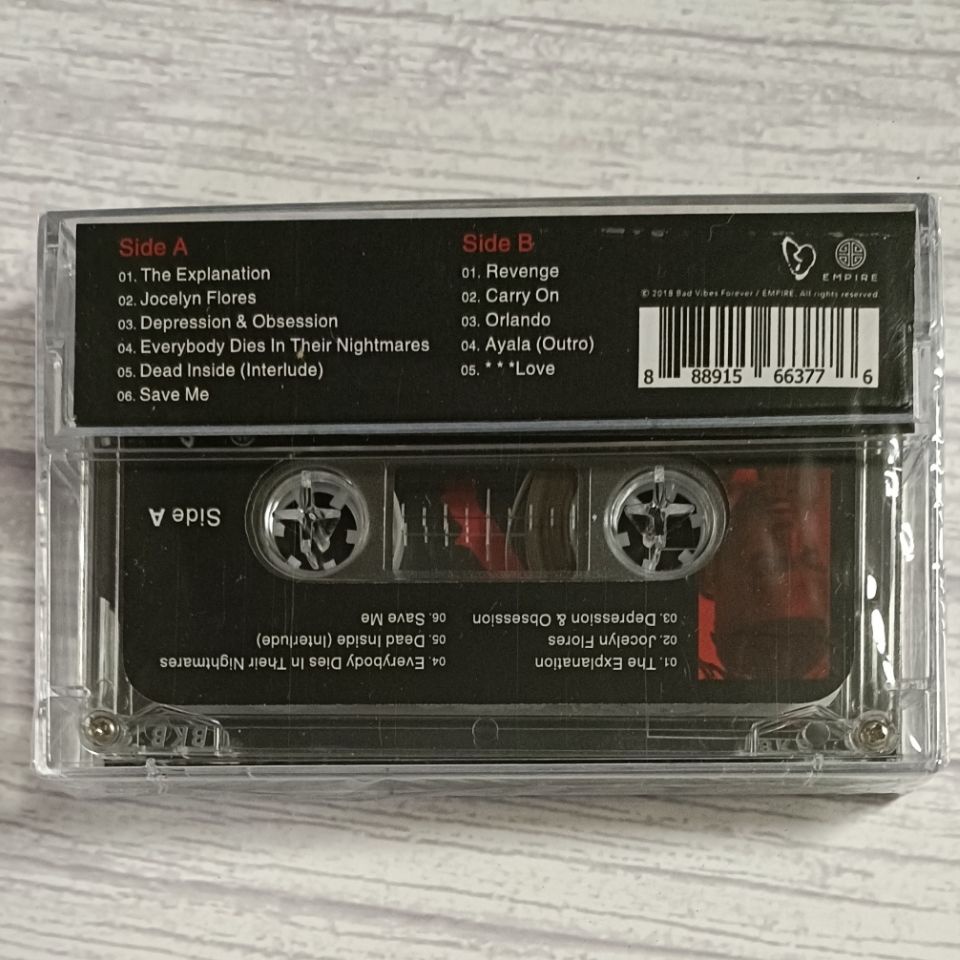 Side A
01. The Explanation
02. Jocelyn Flores
03. Depression & Obsession
04. Everybody Dies In Their Nightmares
05. Dead Inside (Interlude)
06. Save Me
Side B
01. Revenge
02. Carry On
03. Orlando
04. Ayala (Outro)
05. ***Love
EMPIRE
© 2018 Bad Vibes Forever / EMPIRE. All rights reserved.
8 88915 66377 6
Side A
01. The Explanation
02. Jocelyn Flores
03. Depression & Obsession
04. Everybody Dies In Their Nightmares
05. Dead Inside (Interlude)
06. Save Me